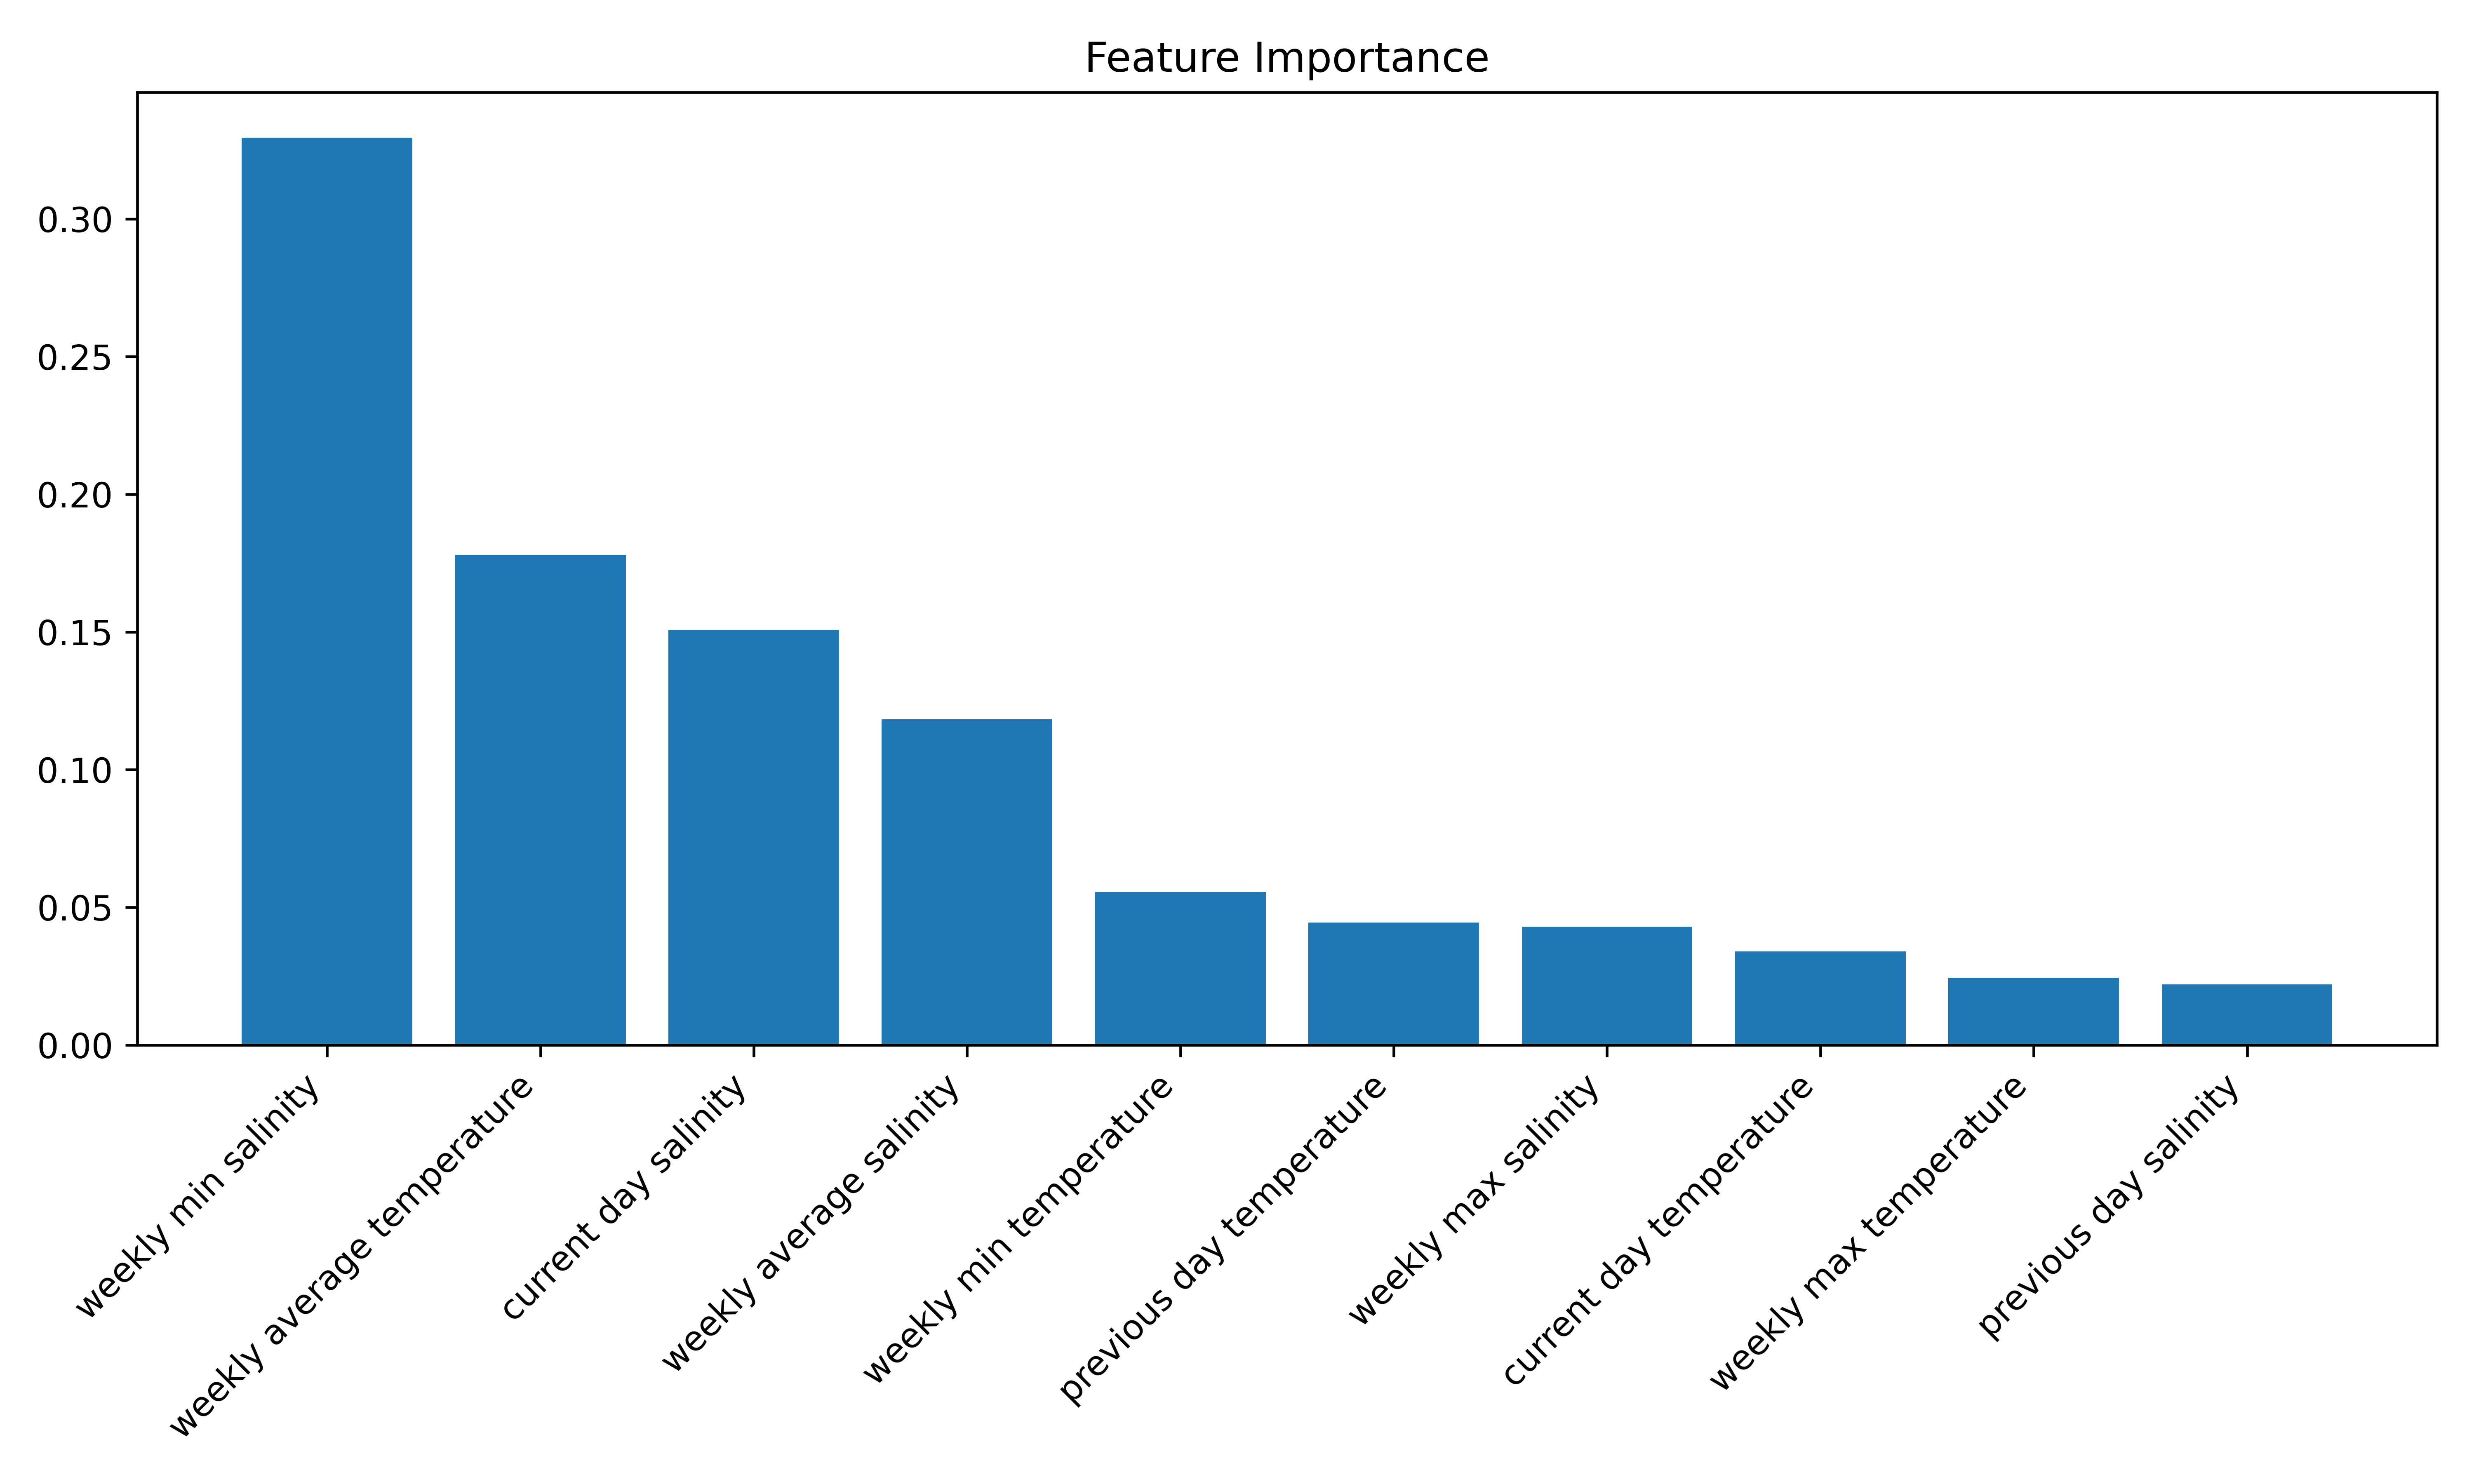 Feature Importance
0.30
0.25
0.20
0.15
0.10
0.05
0.00
weekly min salinity
weekly average temperature
current day salinity
weekly average salinity
weekly min temperature
previous day temperature
weekly max salinity
current day temperature
weekly max temperature
previous day salinity